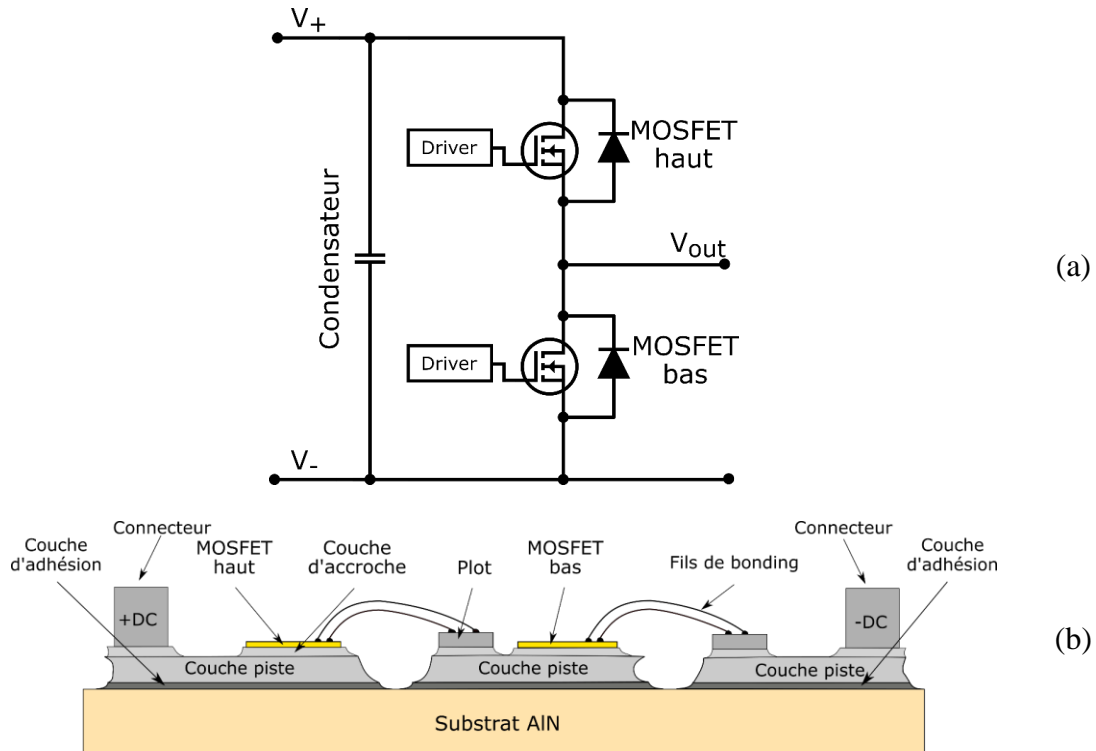 V+
Driver
MOSFET
haut
Condensateur
Vout
(a)
Driver
MOSFET
bas
V-
Connecteur
Couche
d'adhésion
MOSFET
haut
Couche
d'accroche
Plot
MOSFET
bas
Fils de bonding
Connecteur
Couche
d'adhésion
+DC
-DC
(b)
Couche piste
Couche piste
Couche piste
Substrat AlN